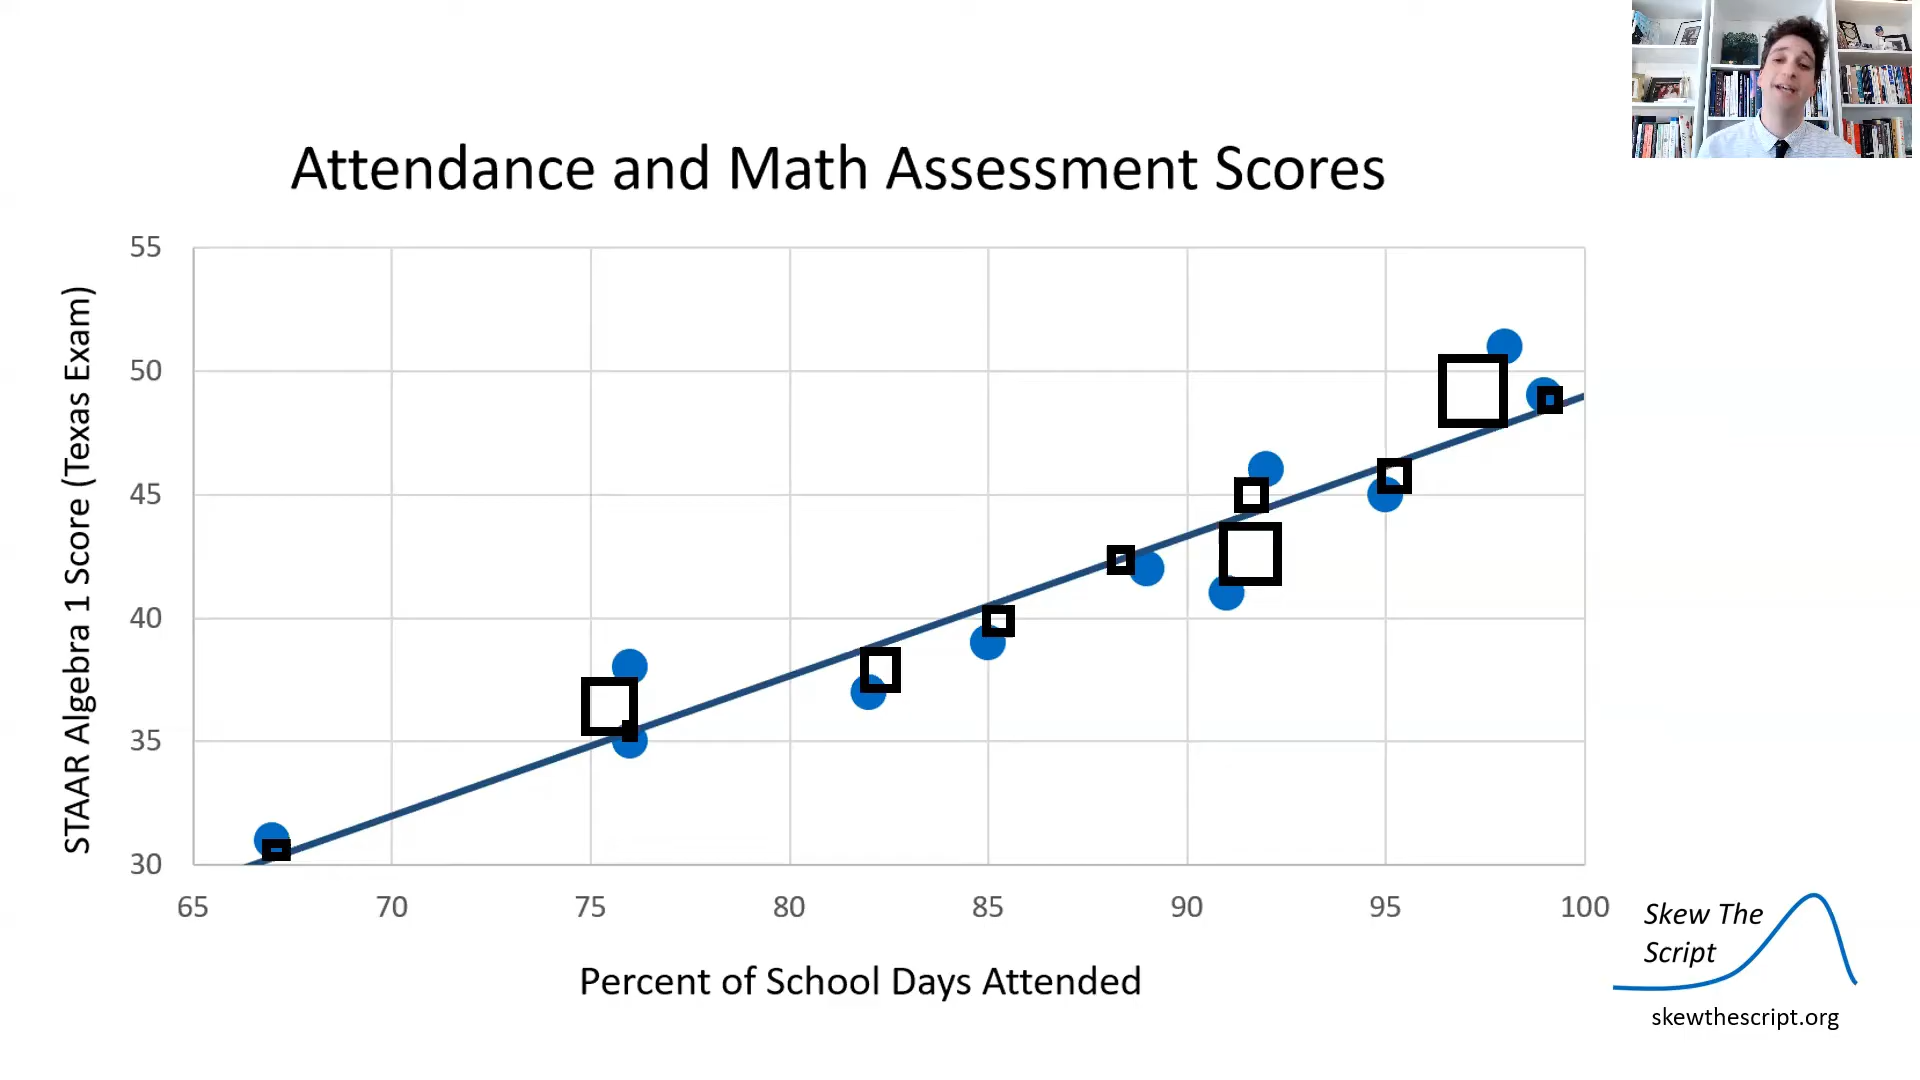 Attendance and Math Assessment Scores
STAAR Algebra 1 Score (Texas Exam)
55
50
45
40
35
30
65 70 75 80 85 90 95 100
Percent of School Days Attended
Skew The
Script
skewthescript.org